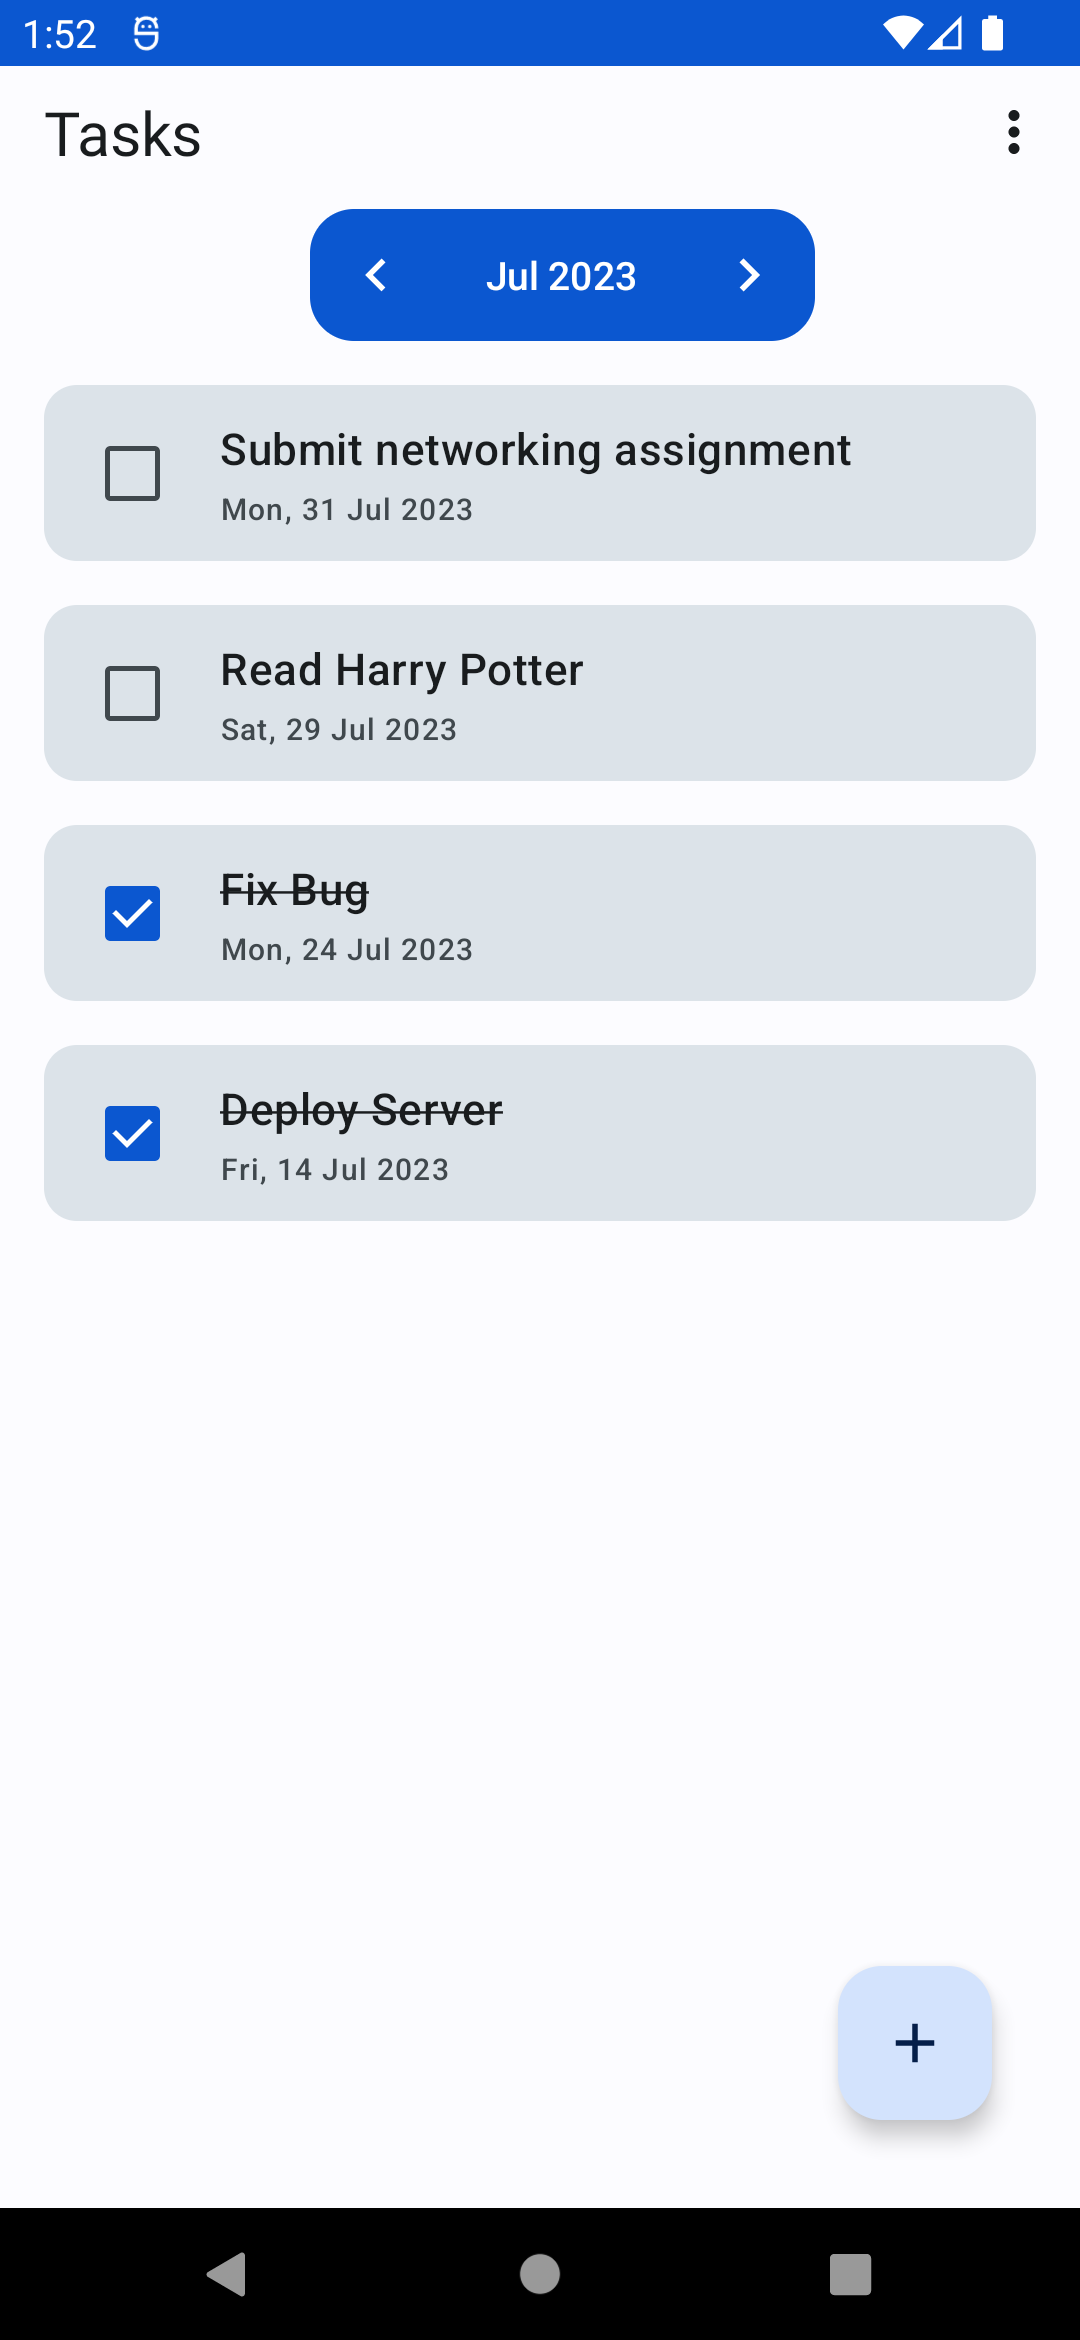 1:52
Tasks
Jul 2023
Submit networking assignment
Mon, 31 Jul 2023
Read Harry Potter
Sat, 29 Jul 2023
Fix Bug
Mon, 24 Jul 2023
Deploy Server
Fri, 14 Jul 2023